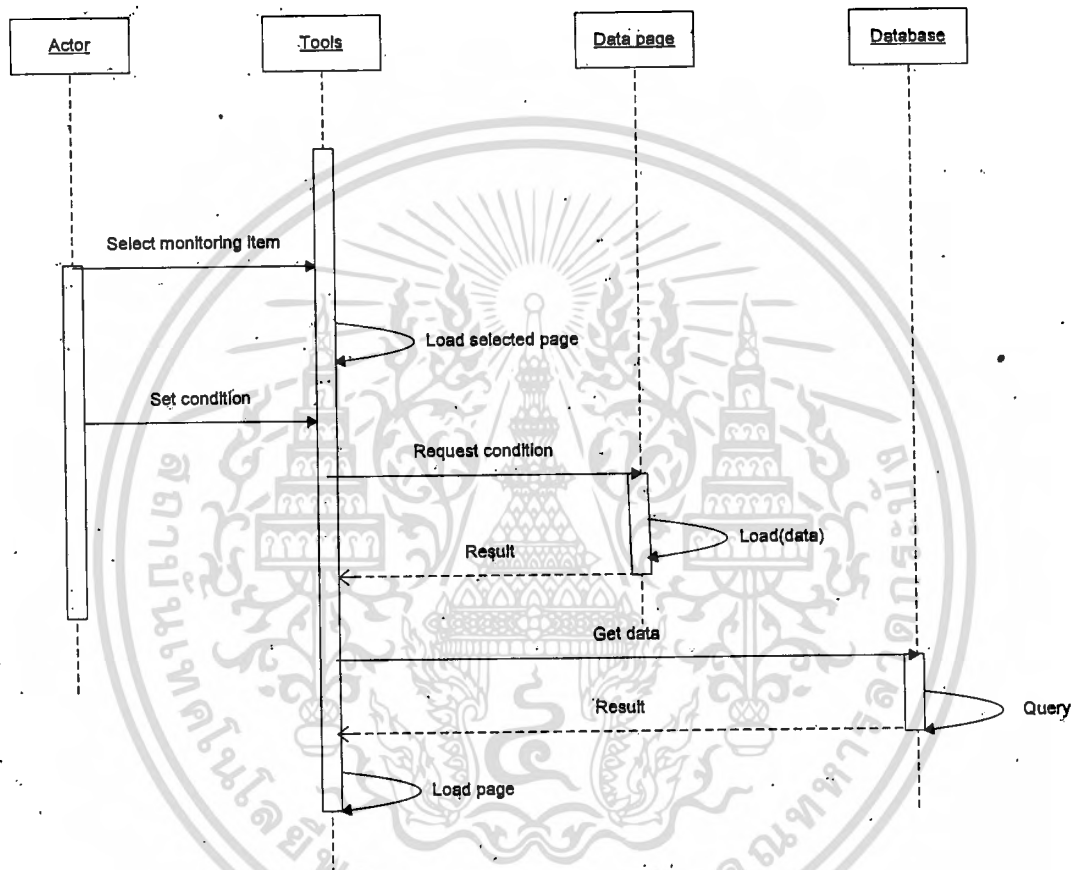 Actor
Tools
Data page
Database
Select monitoring item
Load selected page
Set condition
Request condition
Load(data)
Result
Get data
Result
Query
Load page